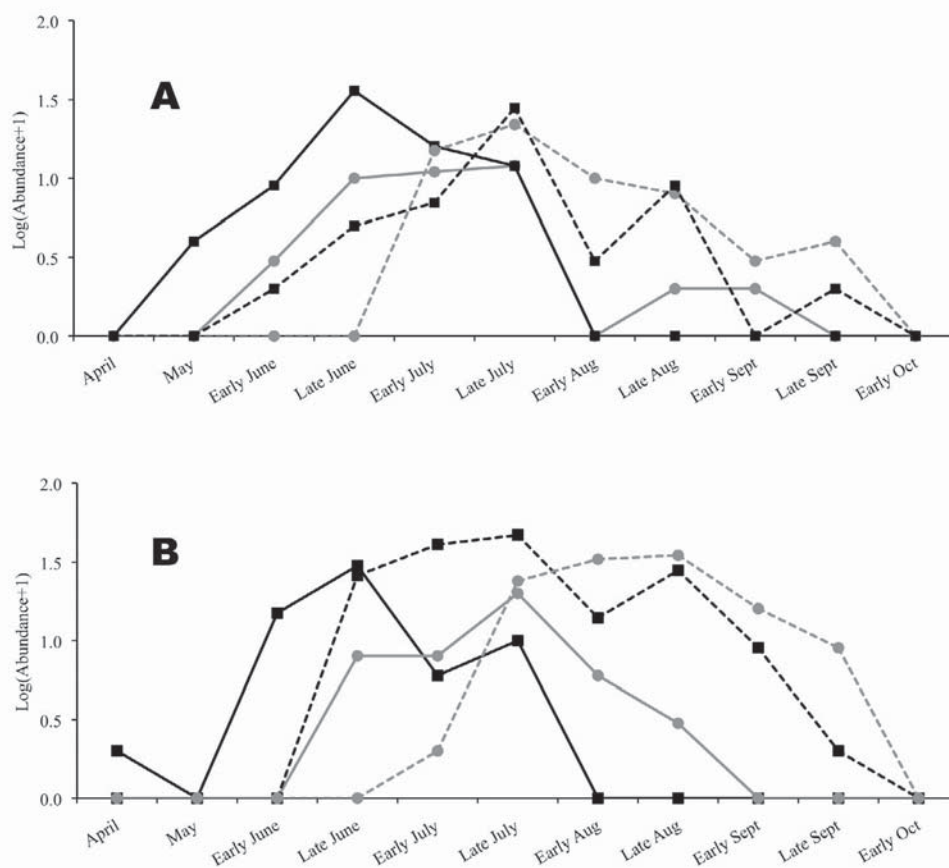 2.0
A
1.5
Log(Abundance+1)
1.0
0.5
0.0
April May Early June Late June Early July Late July Early Aug Late Aug Early Sept Late Sept Early Oct
2.0
B
1.5
Log(Abundance+1)
1.0
0.5
0.0
April May Early June Late June Early July Late July Early Aug Late Aug Early Sept Late Sept Early Oct